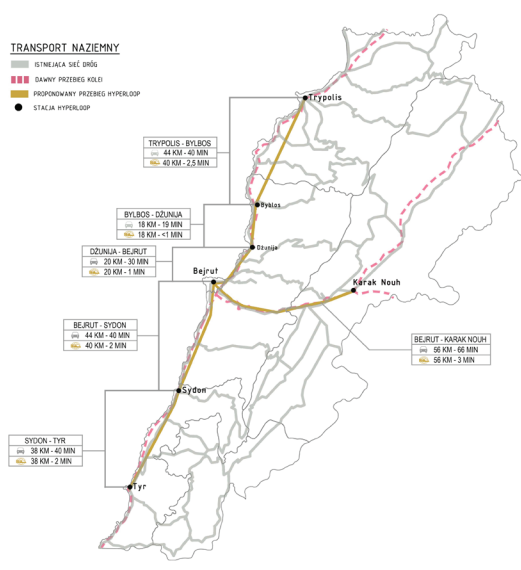 TRANSPORT NAZIEMNY
ISTNIEJĄCA SIEĆ DRÓG
DAWNY PRZEBIEG KOLEI
PROPONOWANY PRZEBIEG HYPERLOOP
STACJA HYPERLOOP
Trypolis
TRYPOLIS - BYLBOS
44 KM - 40 MIN
40 KM - 2,5 MIN
Byblos
BYLBOS - DŻUNIJA
18 KM - 19 MIN
18 KM - <1 MIN
Dżunija
DŻUNIJA - BEJRUT
20 KM - 30 MIN
20 KM - 1 MIN
Bejrut
Karak Nouh
BEJRUT - SYDON
44 KM - 40 MIN
40 KM - 2 MIN
BEJRUT - KARAK NOUH
56 KM - 66 MIN
56 KM - 3 MIN
Sydon
SYDON - TYR
38 KM - 40 MIN
38 KM - 2 MIN
Tyr